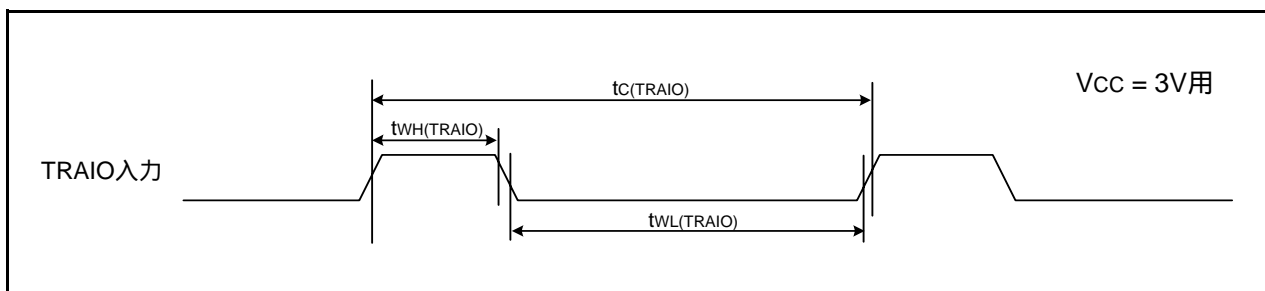 tC(TRAIO)
VCC = 3V用
tWH(TRAIO)
TRAIO入力
tWL(TRAIO)